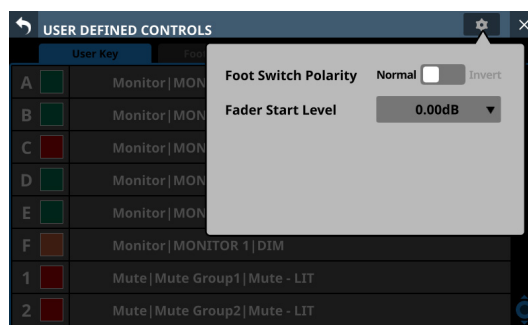 USER DEFINED CONTROLS
User Key Foot
Foot Switch Polarity Normal Invert
Fader Start Level 0.00dB
A Monitor|MON
B Monitor|MON
C Monitor|MON
D Monitor|MON
E Monitor|MON
F Monitor|MONITOR 1|DIM
1 Mute|Mute Group1|Mute - LIT
2 Mute|Mute Group2|Mute - LIT